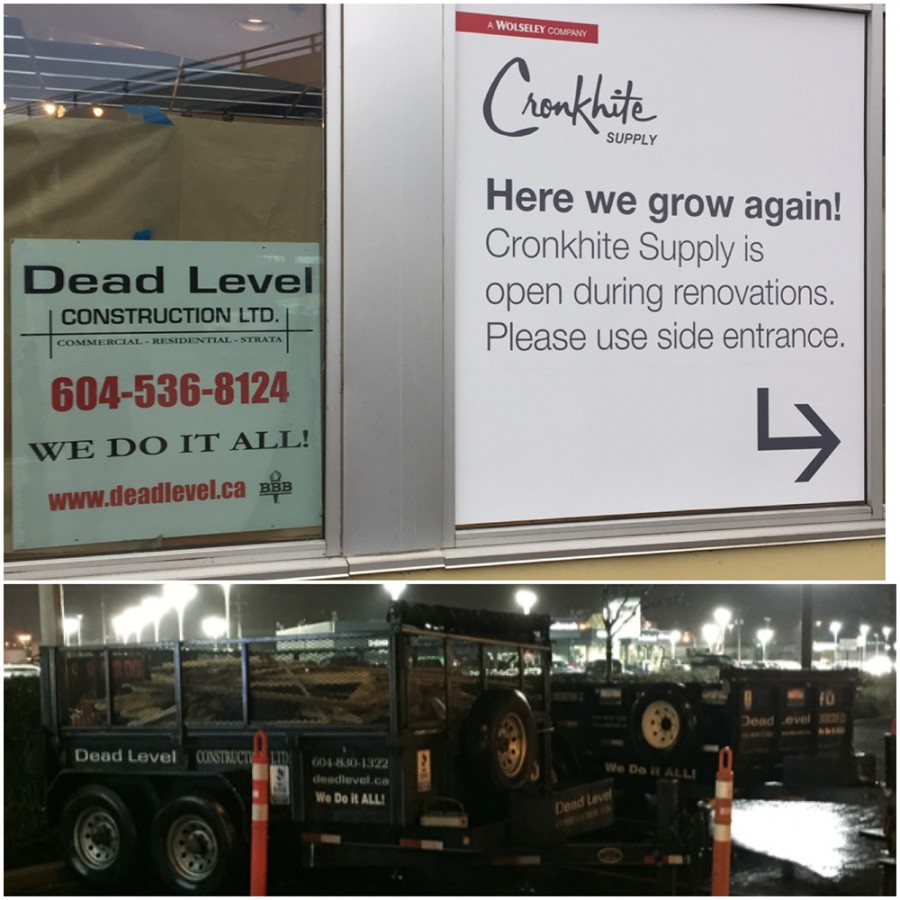 Dead Level
CONSTRUCTION LTD.
COMMERCIAL - RESIDENTIAL - STRATA
604-536-8124
WE DO IT ALL!
www.deadlevel.ca
BBB
A WOLSELEY COMPANY
Cronkhite
SUPPLY
Here we grow again!
Cronkhite Supply is
open during renovations.
Please use side entrance.
Dead Level
CONSTRUCTION LTD
604-830-1322
deadlevel.ca
We Do it ALL!
Dead Level
We Do it ALL!
Dead Level